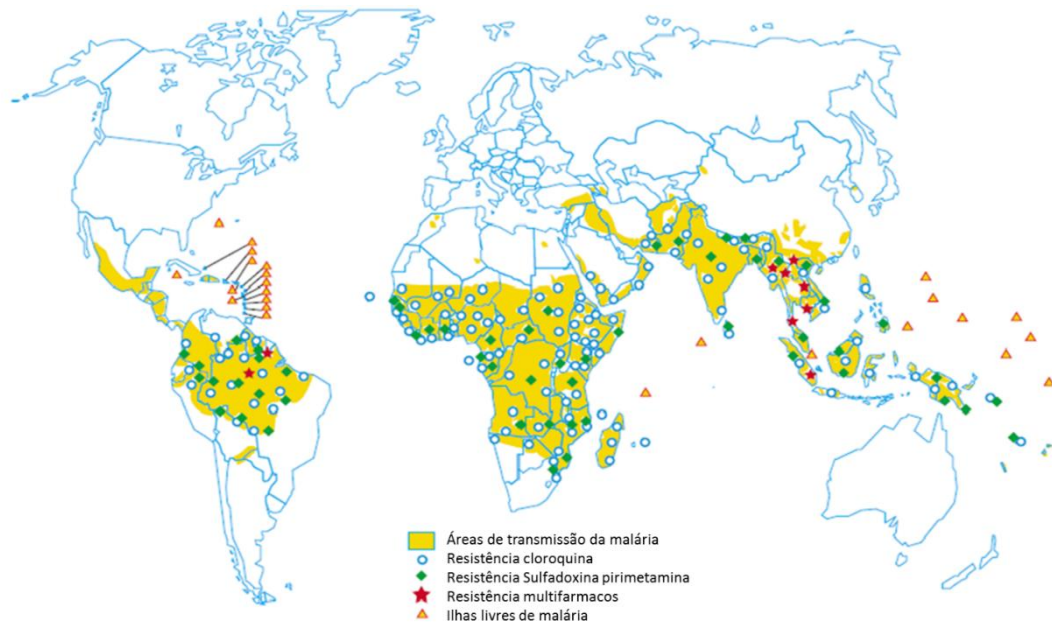 Áreas de transmissão da malária
Resistência cloroquina
Resistência Sulfadoxina pirimetamina
Resistência multifarmacos
Ilhas livres de malária